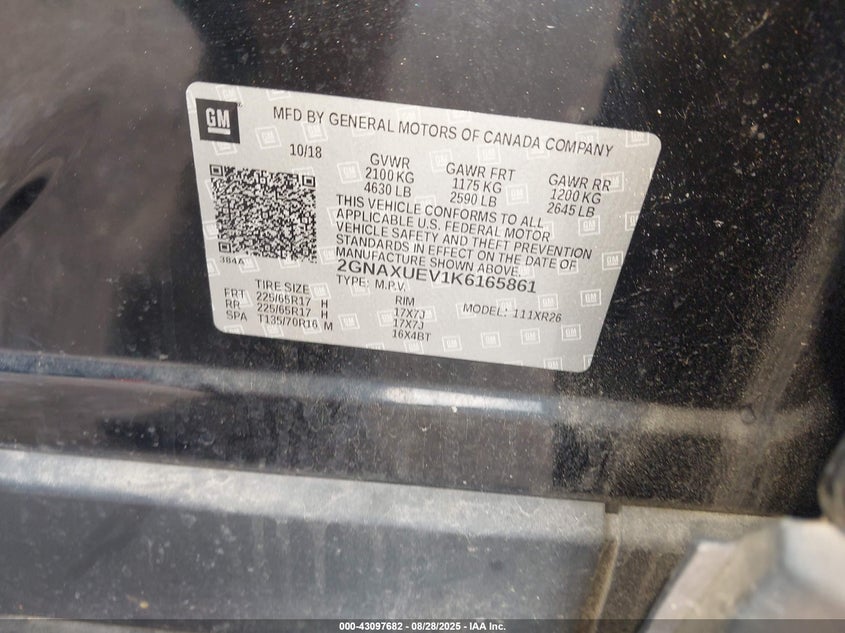 GM
MFD BY GENERAL MOTORS OF CANADA COMPANY
10/18
GVWR GAWR FRT GAWR RR
2100 KG 1175 KG 1200 KG
4630 LB 2590 LB 2645 LB
THIS VEHICLE CONFORMS TO ALL
APPLICABLE U.S. FEDERAL MOTOR
VEHICLE SAFETY AND THEFT PREVENTION
STANDARDS IN EFFECT ON THE DATE OF
MANUFACTURE SHOWN ABOVE.
384A
2GNAXUEV1K6165861
TYPE: M.P.V. MODEL: 111XR26
TIRE SIZE RIM
FRT 225/65R17 H 17X7J
RR 225/65R17 H 17X7J
SPA T135/70R16 M 16X4BT
000-43097682 - 08/28/2025 - IAA Inc.